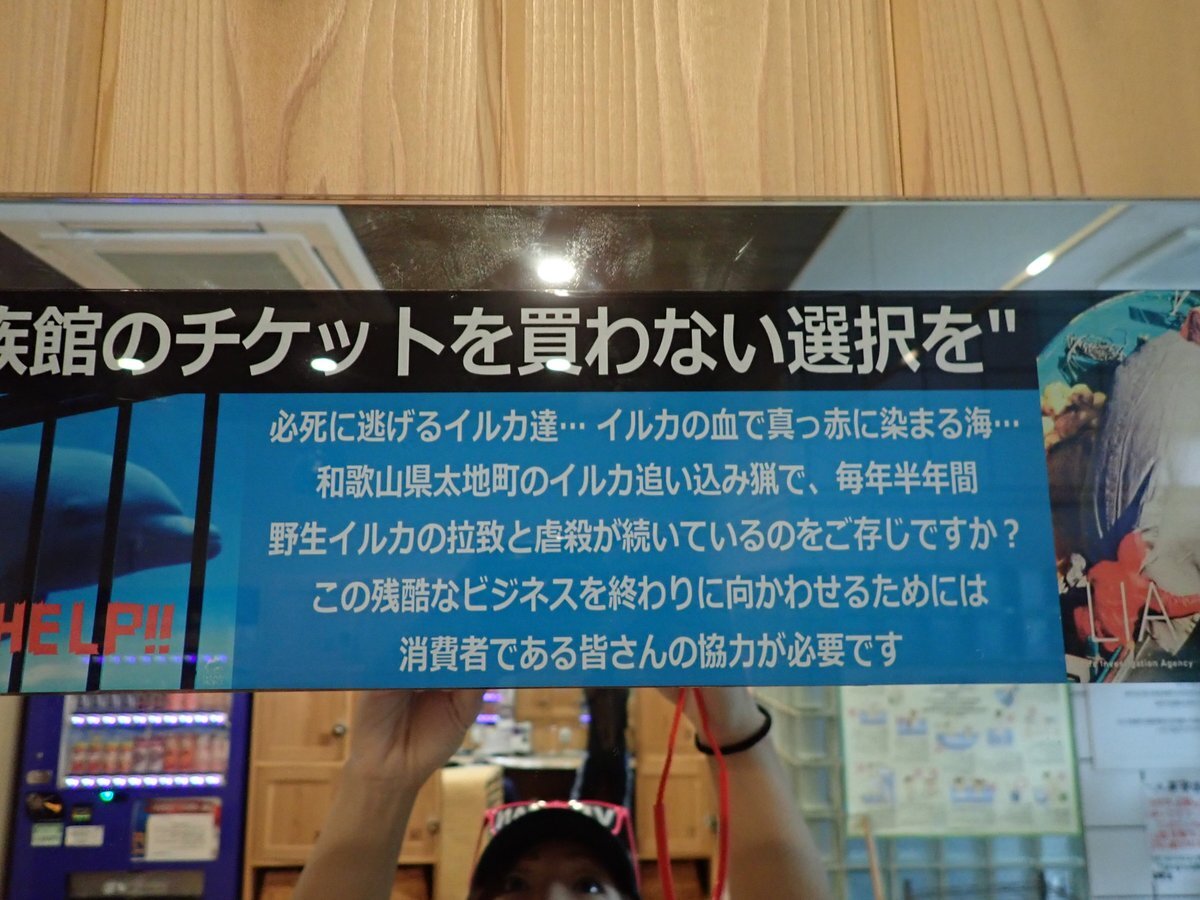 族館のチケットを買わない選択を"
必死に逃げるイルカ達… イルカの血で真っ赤に染まる海…
和歌山県太地町のイルカ追い込み猟で、毎年半年間
野生イルカの拉致と虐殺が続いているのをご存じですか？
この残酷なビジネスを終わりに向かわせるためには
消費者である皆さんの協力が必要です
HELP!!
LIA
Investigation Agency